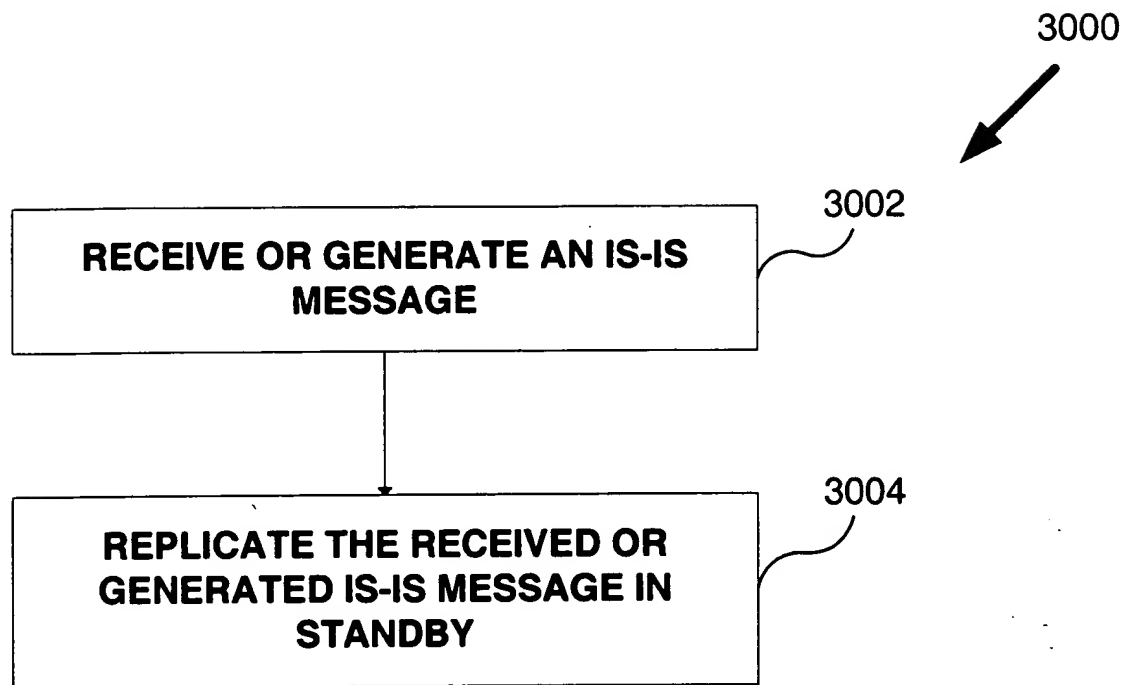 3000
3002
RECEIVE OR GENERATE AN IS-IS
MESSAGE
3004
REPLICATE THE RECEIVED OR
GENERATED IS-IS MESSAGE IN
STANDBY